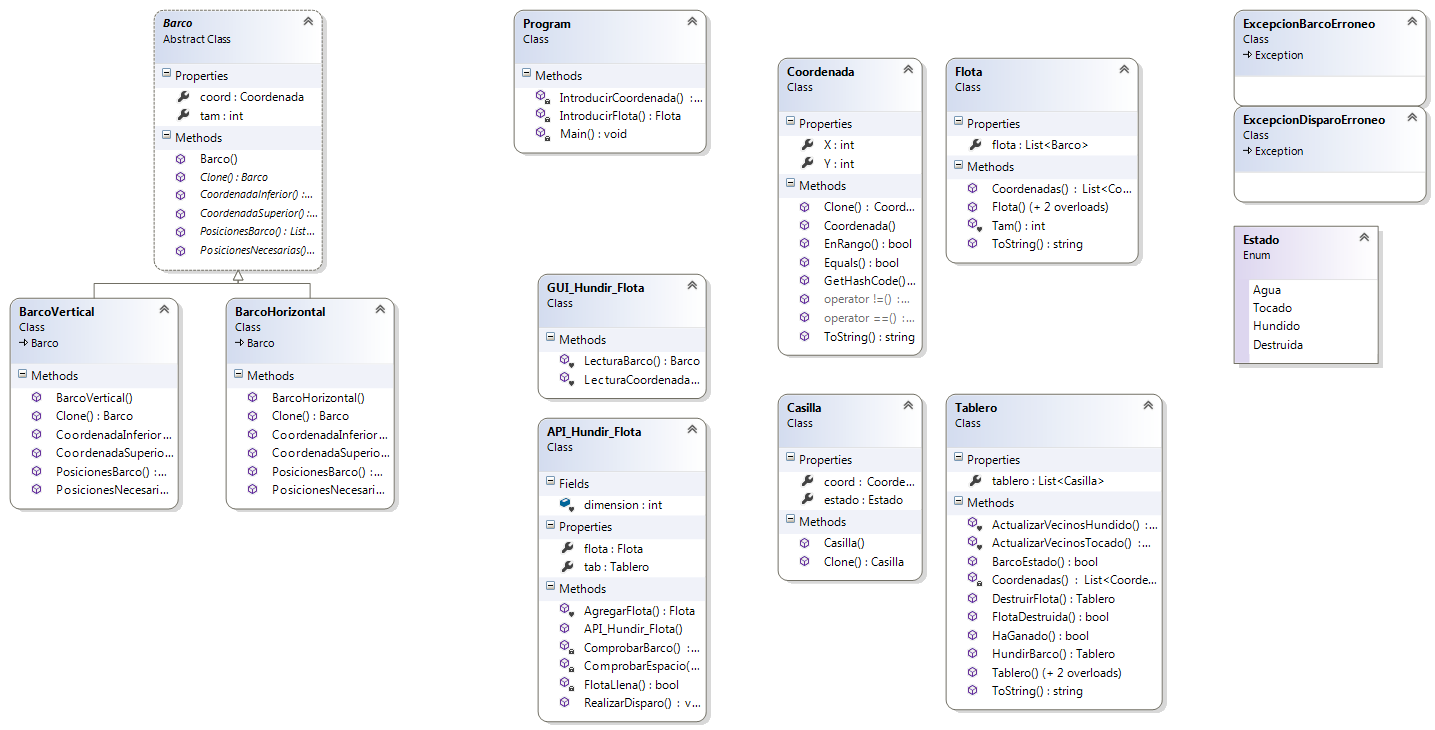 Barco
Abstract Class
Properties
coord : Coordenada
tam : int
Methods
Barco()
Clone() : Barco
CoordenadaInferior() :...
CoordenadaSuperior() :...
PosicionesBarco() : List...
PosicionesNecesarias()...
BarcoVertical
Class
Barco
Methods
BarcoVertical()
Clone() : Barco
CoordenadaInferior...
CoordenadaSuperio...
PosicionesBarco() :...
PosicionesNecesari...
BarcoHorizontal
Class
Barco
Methods
BarcoHorizontal()
Clone() : Barco
CoordenadaInferior...
CoordenadaSuperio...
PosicionesBarco() :...
PosicionesNecesari...
Program
Class
Methods
IntroducirCoordenada() :...
IntroducirFlota() : Flota
Main() : void
GUI_Hundir_Flota
Class
Methods
LecturaBarco() : Barco
LecturaCoordenada...
API_Hundir_Flota
Class
Fields
dimension : int
Properties
flota : Flota
tab : Tablero
Methods
AgregarFlota() : Flota
API_Hundir_Flota()
ComprobarBarco() :...
ComprobarEspacio(...
FlotaLlena() : bool
RealizarDisparo() : v...
Coordenada
Class
Properties
X : int
Y : int
Methods
Clone() : Coord...
Coordenada()
EnRango() : bool
Equals() : bool
GetHashCode()...
operator !=() :...
operator ==() :...
ToString() : string
Flota
Class
Properties
flota : List<Barco>
Methods
Coordenadas() : List<Co...
Flota() (+ 2 overloads)
Tam() : int
ToString() : string
Casilla
Class
Properties
coord : Coorde...
estado : Estado
Methods
Casilla()
Clone() : Casilla
Tablero
Class
Properties
tablero : List<Casilla>
Methods
ActualizarVecinosHundido() :...
ActualizarVecinosTocado() :...
BarcoEstado() : bool
Coordenadas() : List<Coorde...
DestruirFlota() : Tablero
FlotaDestruida() : bool
HaGanado() : bool
HundirBarco() : Tablero
Tablero() (+ 2 overloads)
ToString() : string
ExcepcionBarcoErroneo
Class
Exception
ExcepcionDisparoErroneo
Class
Exception
Estado
Enum
Agua
Tocado
Hundido
Destruida